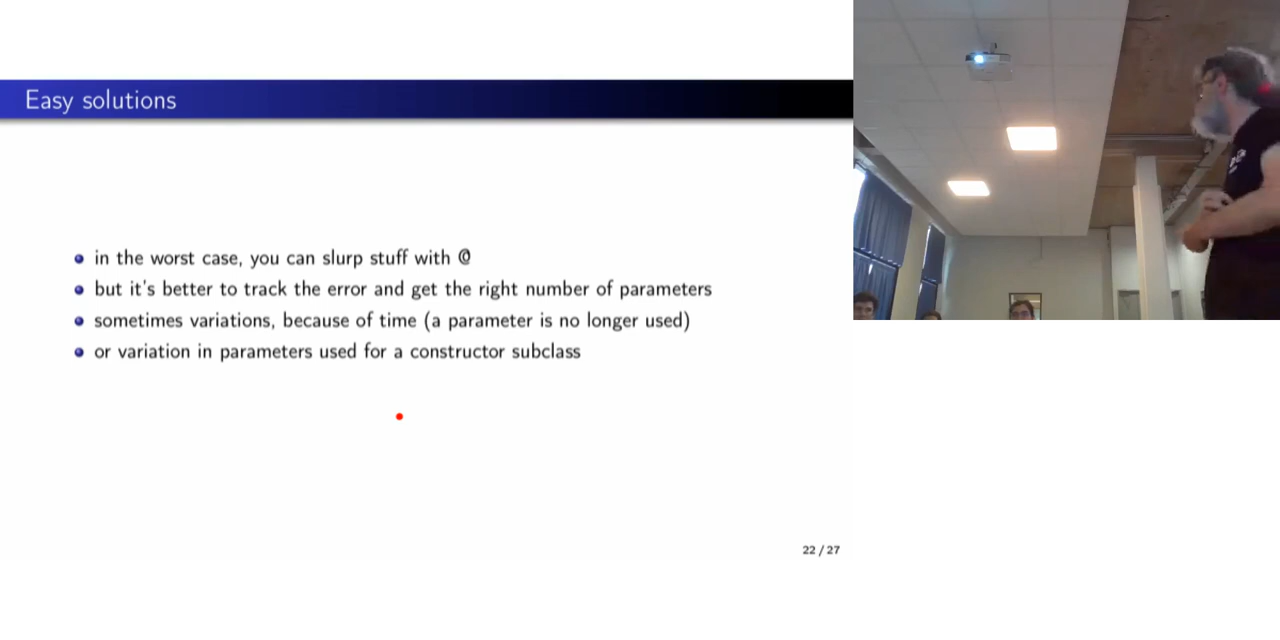 Easy solutions
in the worst case, you can slurp stuff with @
but it's better to track the error and get the right number of parameters
sometimes variations, because of time (a parameter is no longer used)
or variation in parameters used for a constructor subclass
22 / 27